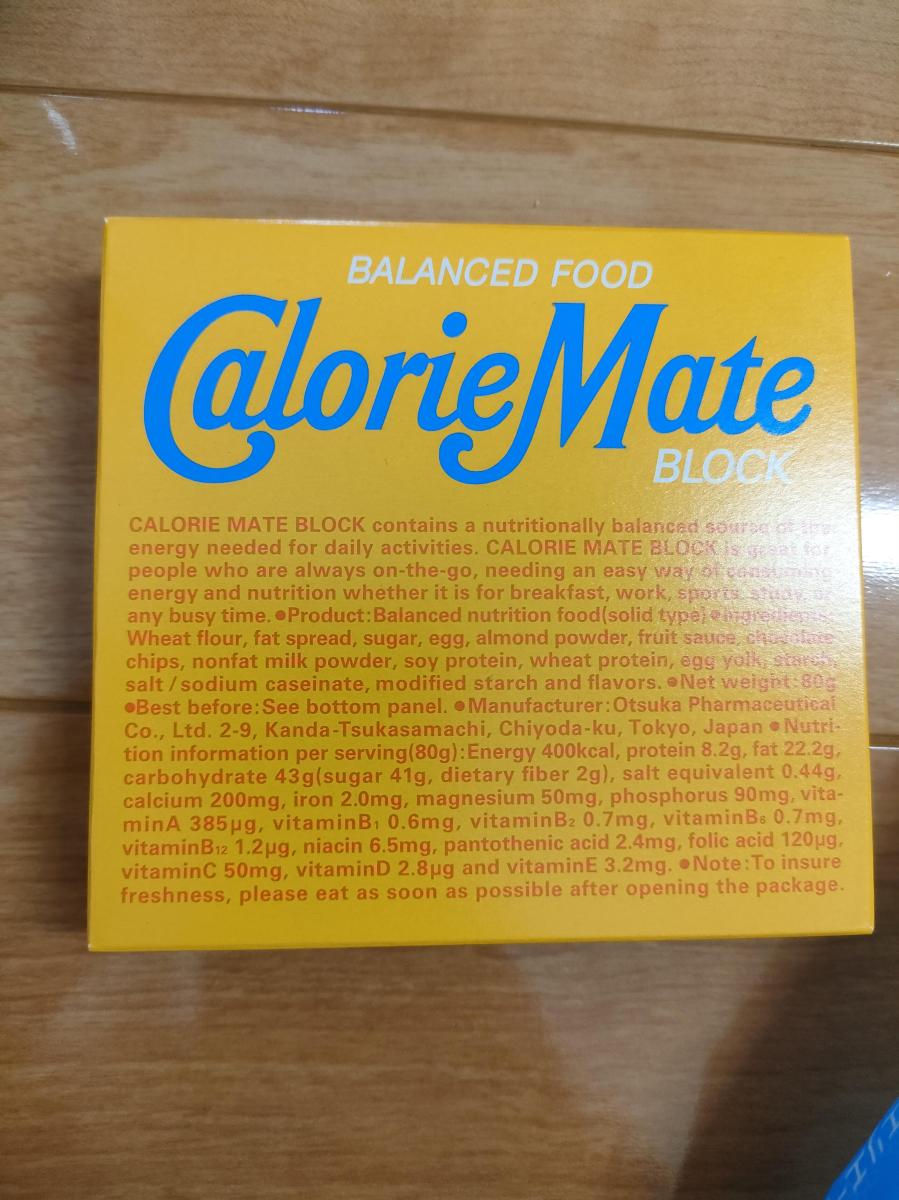 BALANCED FOOD
CalorieMate
BLOCK
CALORIE MATE BLOCK contains a nutritionally balanced source of the
energy needed for daily activities. CALORIE MATE BLOCK is great for
people who are always on-the-go, needing an easy way of consuming
energy and nutrition whether it is for breakfast, work, sports, study, or
any busy time. ●Product:Balanced nutrition food(solid type) ●Ingredients:
Wheat flour, fat spread, sugar, egg, almond powder, fruit sauce, chocolate
chips, nonfat milk powder, soy protein, wheat protein, egg yolk, starch,
salt/sodium caseinate, modified starch and flavors. ●Net weight:80g
●Best before:See bottom panel. ●Manufacturer:Otsuka Pharmaceutical
Co., Ltd. 2-9, Kanda-Tsukasamachi, Chiyoda-ku, Tokyo, Japan ●Nutri-
tion information per serving(80g):Energy 400kcal, protein 8.2g, fat 22.2g,
carbohydrate 43g(sugar 41g, dietary fiber 2g), salt equivalent 0.44g,
calcium 200mg, iron 2.0mg, magnesium 50mg, phosphorus 90mg, vita-
minA 385μg, vitaminB₁ 0.6mg, vitaminB₂ 0.7mg, vitaminB₆ 0.7mg,
vitaminB₁₂ 1.2μg, niacin 6.5mg, pantothenic acid 2.4mg, folic acid 120μg,
vitaminC 50mg, vitaminD 2.8μg and vitaminE 3.2mg. ●Note:To insure
freshness, please eat as soon as possible after opening the package.